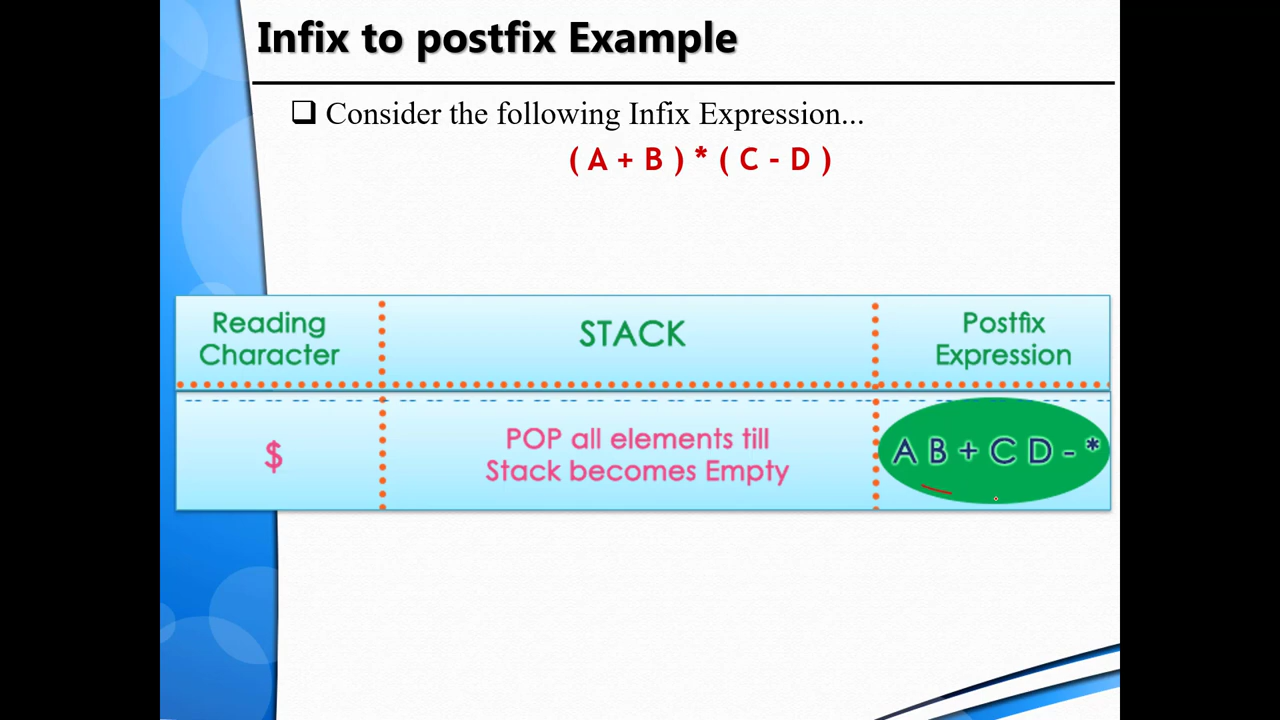 Infix to postfix Example
❑ Consider the following Infix Expression...
( A + B ) * ( C - D )
Reading Character
STACK
Postfix Expression
$
POP all elements till
Stack becomes Empty
A B + C D - *